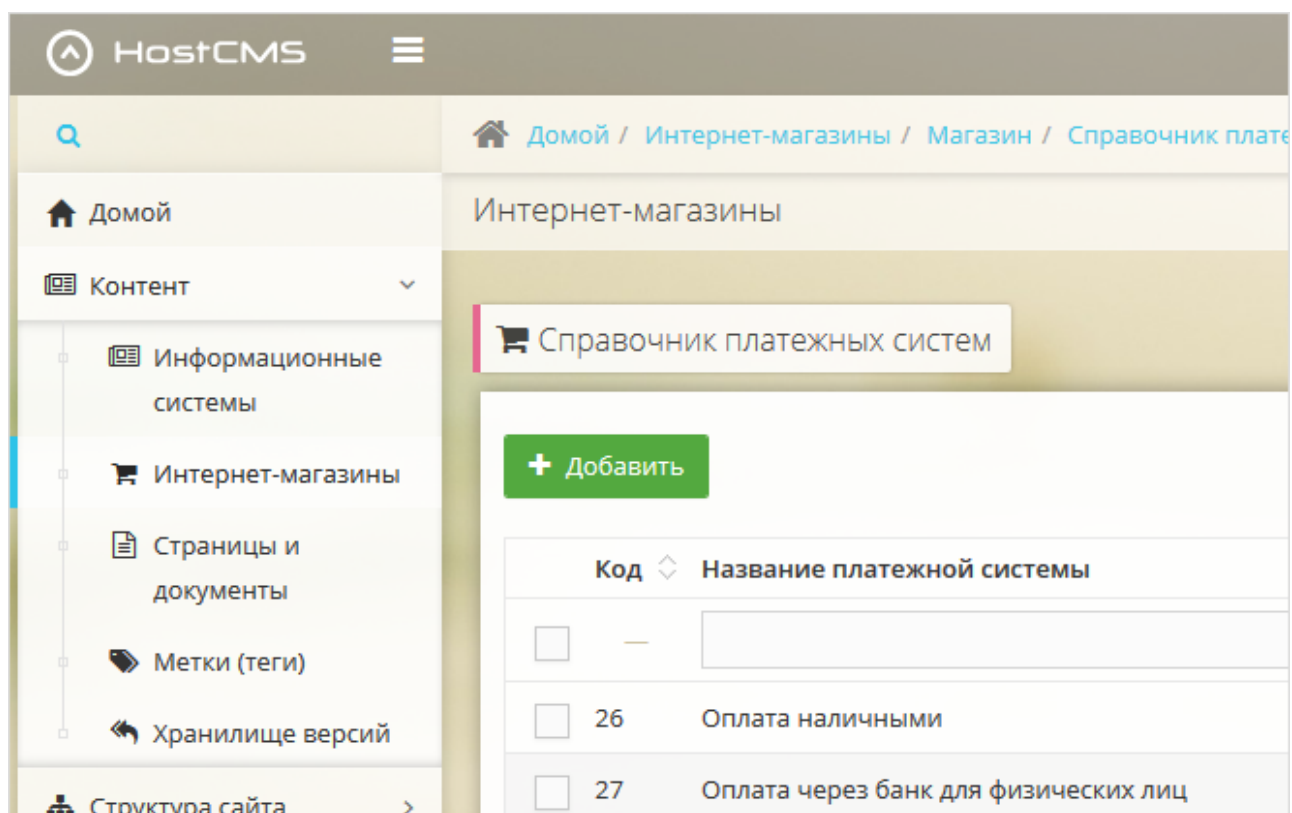 HostCMS
Домой / Интернет-магазины / Магазин / Справочник плате
Домой
Интернет-магазины
Контент
Справочник платежных систем
Информационные
системы
Добавить
Интернет-магазины
Страницы и
документы
Код Название платежной системы
Метки (теги)
—
26 Оплата наличными
Хранилище версий
27 Оплата через банк для физических лиц
Структура сайта